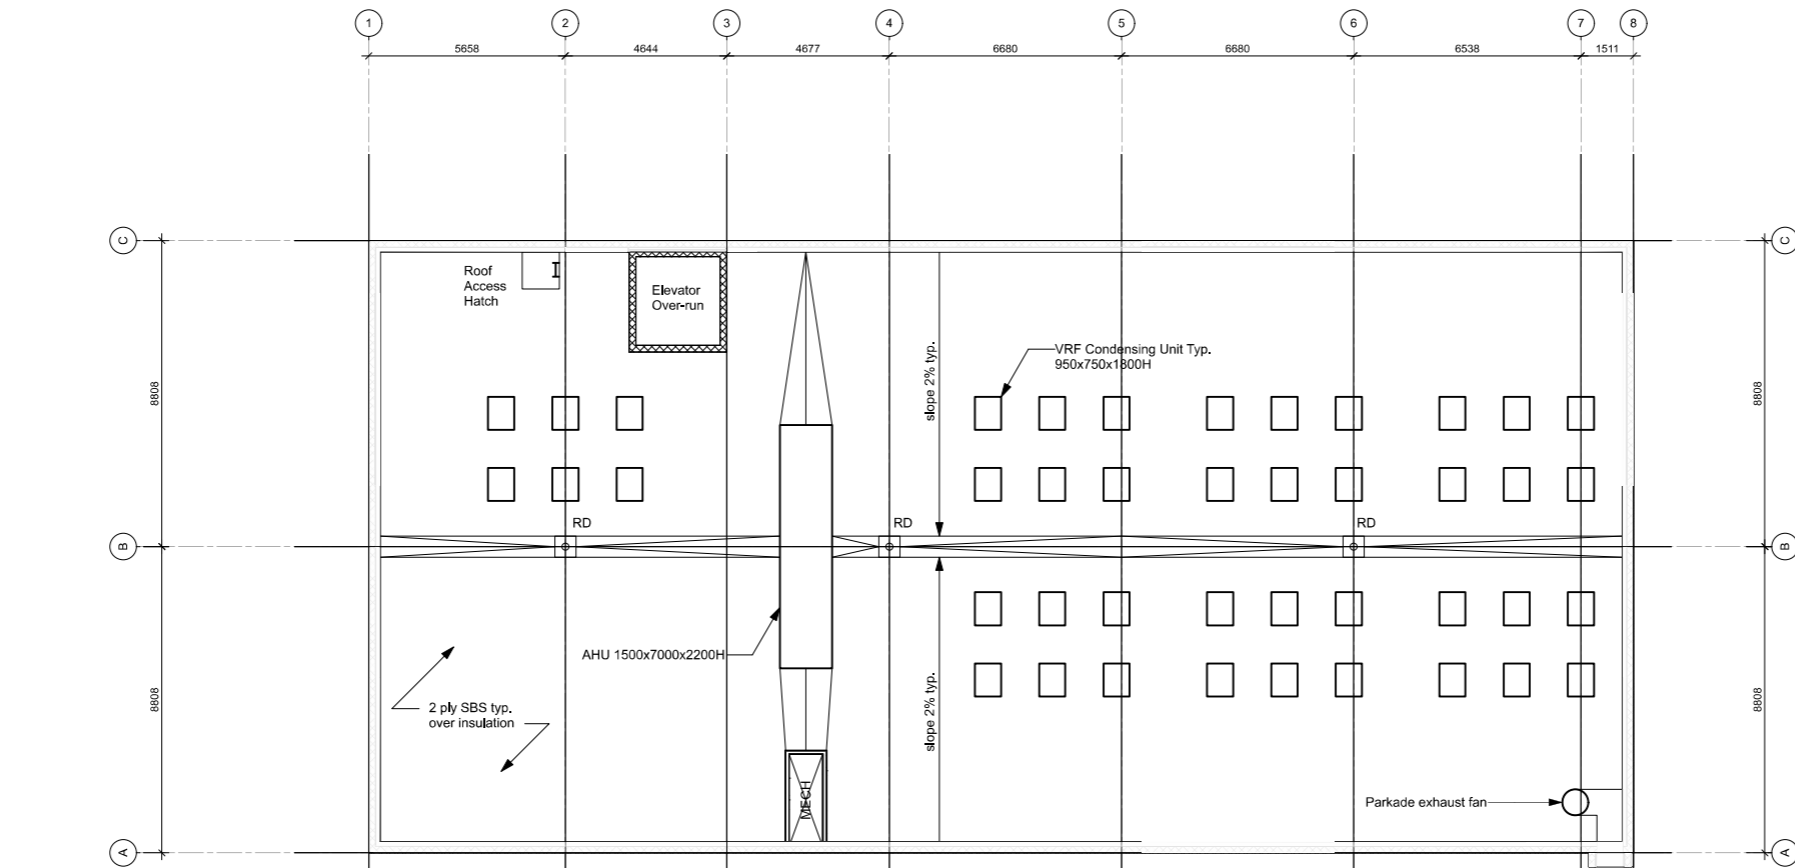 1 2 3 4 5 6 7 8
5658 4644 4677 6680 6680 6538 1511
C C
Roof
Access
Hatch
Elevator
Over-run
slope 2% typ.
VRF Condensing Unit Typ.
950x750x1800H
8808 8808
RD RD RD
B B
AHU 1500x7000x2200H
2 ply SBS typ.
over insulation
slope 2% typ.
8808 8808
MECH
Parkade exhaust fan
A A